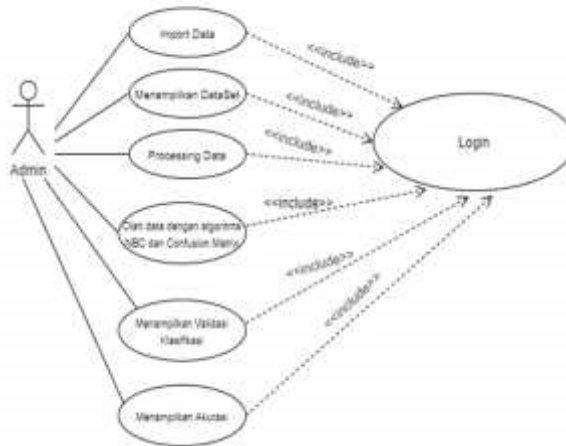 Import Data
<<include>>
Menampilkan DataSet
<<include>>
Login
Processing Data
<<include>>
Admin
Olah data dengan algoritma
NBC dan Confusion Matrix
<<include>>
Menampilkan Validasi
Klasifikasi
<<include>>
Menampilkan Akurasi
<<include>>